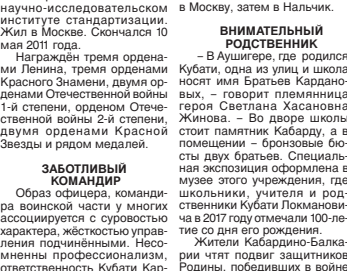 научно-исследовательском
институте стандартизации.
Жил в Москве. Скончался 10
мая 2011 года.
Награждён тремя ордена-
ми Ленина, тремя орденами
Красного Знамени, двумя ор-
денами Отечественной войны
1-й степени, орденом Отече-
ственной войны 2-й степени,
двумя орденами Красной
Звезды и рядом медалей.
ЗАБОТЛИВЫЙ
КОМАНДИР
Образ офицера, команди-
ра воинской части у многих
ассоциируется с суровостью
характера, жёсткостью управ-
ления подчинёнными. Несо-
мненны профессионализм,
ответственность Кубати Кар-
в Москву, затем в Нальчик.
ВНИМАТЕЛЬНЫЙ
РОДСТВЕННИК
– В Аушигере, где родился
Кубати, одна из улиц и школа
носят имя Братьев Кардано-
вых, – говорит племянница
героя Светлана Хасановна
Жинова. – Во дворе школы
стоит памятник Кабарду, а в
помещении – бронзовые бю-
сты двух братьев. Специаль-
ная экспозиция оформлена в
музее этого учреждения, где
школьники, учителя и род-
ственники Кубати Локманови-
ча в 2017 году отмечали 100-ле-
тие со дня его рождения.
Жители Кабардино-Балка-
рии чтят подвиг защитников
Родины, победивших в войне